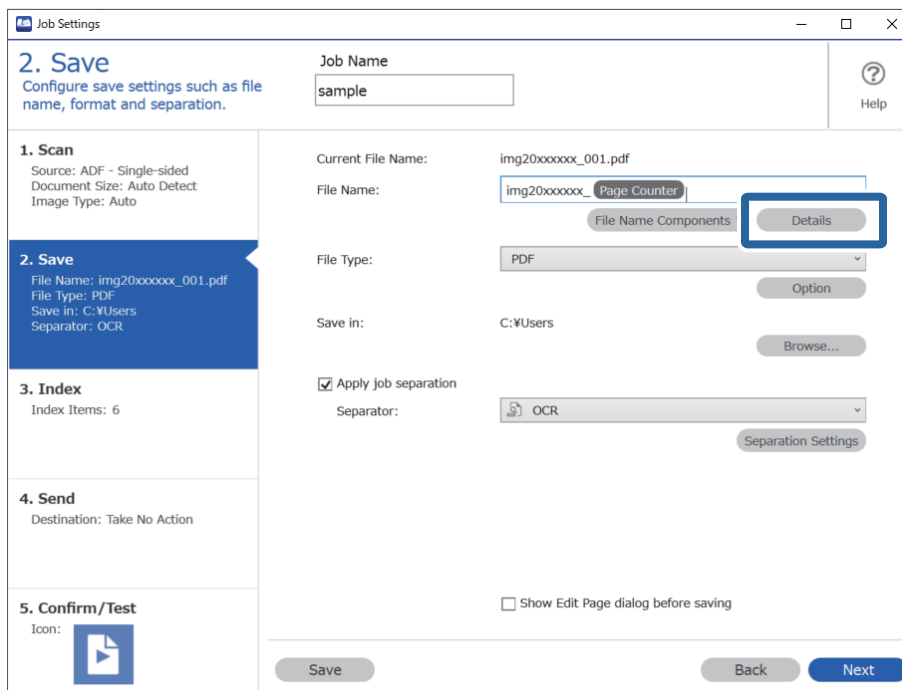 Job Settings
2. Save
Configure save settings such as file
name, format and separation.
Job Name
sample
Help
1. Scan
Source: ADF - Single-sided
Document Size: Auto Detect
Image Type: Auto
2. Save
File Name: img20xxxxxx_001.pdf
File Type: PDF
Save in: C:¥Users
Separator: OCR
3. Index
Index Items: 6
4. Send
Destination: Take No Action
5. Confirm/Test
Icon:
Current File Name: img20xxxxxx_001.pdf
File Name: img20xxxxxx_ Page Counter
File Name Components Details
File Type: PDF
Option
Save in: C:¥Users
Browse...
Apply job separation
Separator: OCR
Separation Settings
Show Edit Page dialog before saving
Save Back Next